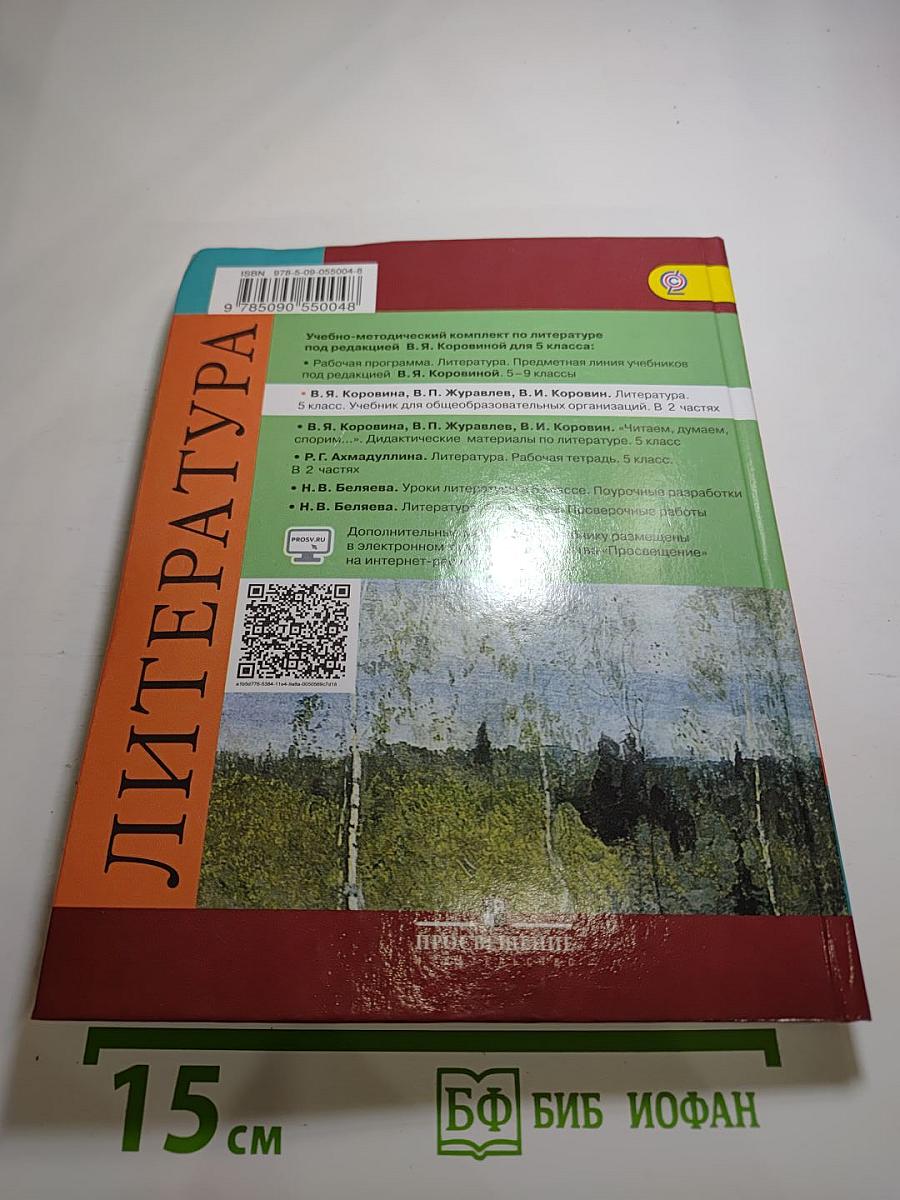 ISBN 978-5-09-055004-8
9 785090 550048
ЛИТЕРАТУРА
Учебно-методический комплект по литературе
под редакцией В. Я. Коровиной для 5 класса:
• Рабочая программа. Литература. Предметная линия учебников
под редакцией В. Я. Коровиной. 5–9 классы
• В. Я. Коровина, В. П. Журавлев, В. И. Коровин. Литература.
5 класс. Учебник для общеобразовательных организаций. В 2 частях
• В. Я. Коровина, В. П. Журавлев, В. И. Коровин. «Читаем, думаем,
спорим...». Дидактические материалы по литературе. 5 класс
• Р. Г. Ахмадуллина. Литература. Рабочая тетрадь. 5 класс.
В 2 частях
• Н. В. Беляева. Уроки литературы в 5 классе. Поурочные разработки
• Н. В. Беляева. Литература. Проверочные работы
PROSV.RU
Дополнительные размещены
в электронном «Просвещение»
на
ПРОСВЕЩЕНИЕ
15 см
БФ БИБ ИОФАН